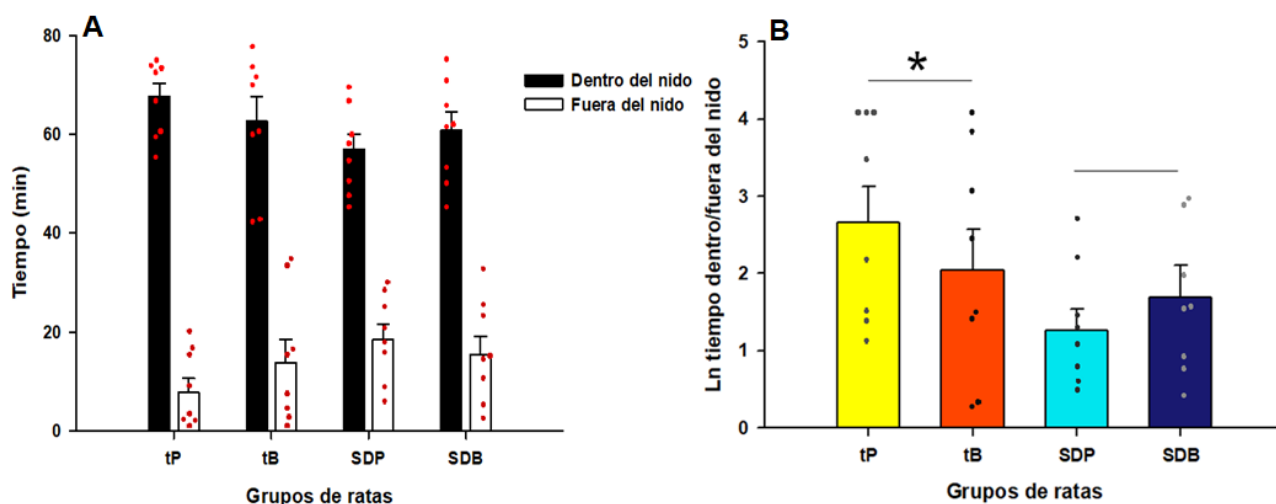 A
80
60
40
20
0
Tiempo (min)
Dentro del nido
Fuera del nido
tP tB SDP SDB
Grupos de ratas
B
5
4
3
2
1
0
Ln tiempo dentro/fuera del nido
*
tP tB SDP SDB
Grupos de ratas